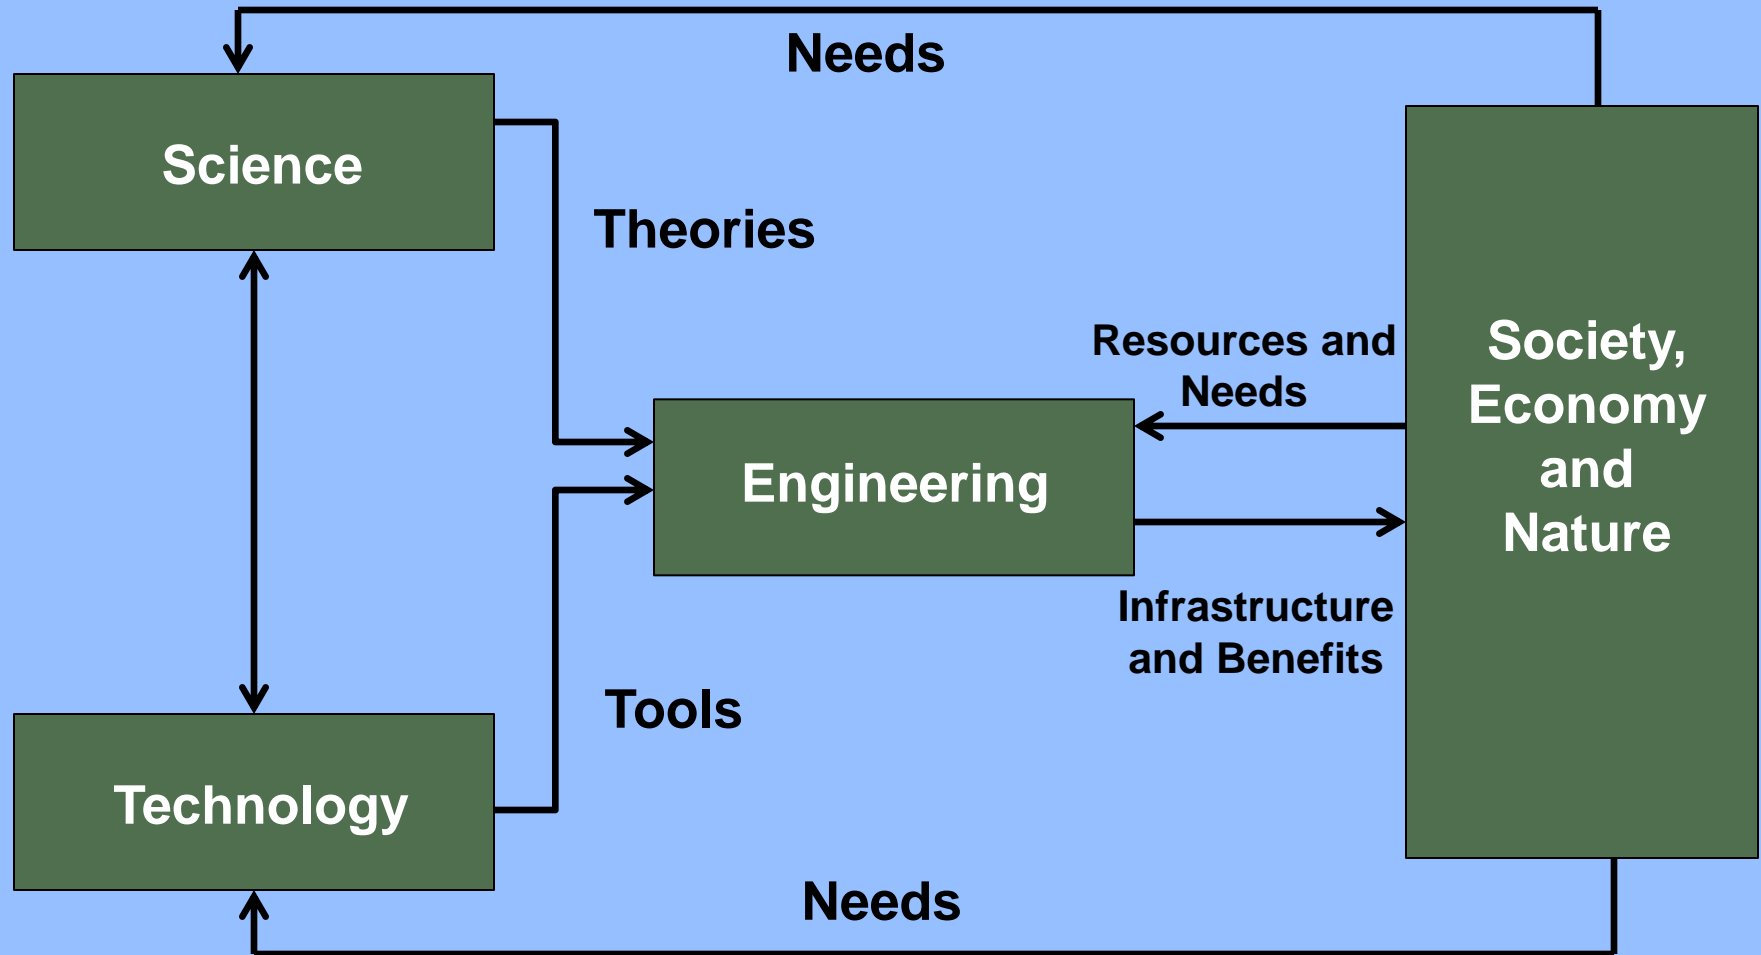 Needs
Science
Theories
Resources and
Needs
Society,
Economy
and
Nature
Engineering
Infrastructure
and Benefits
Tools
Technology
Needs